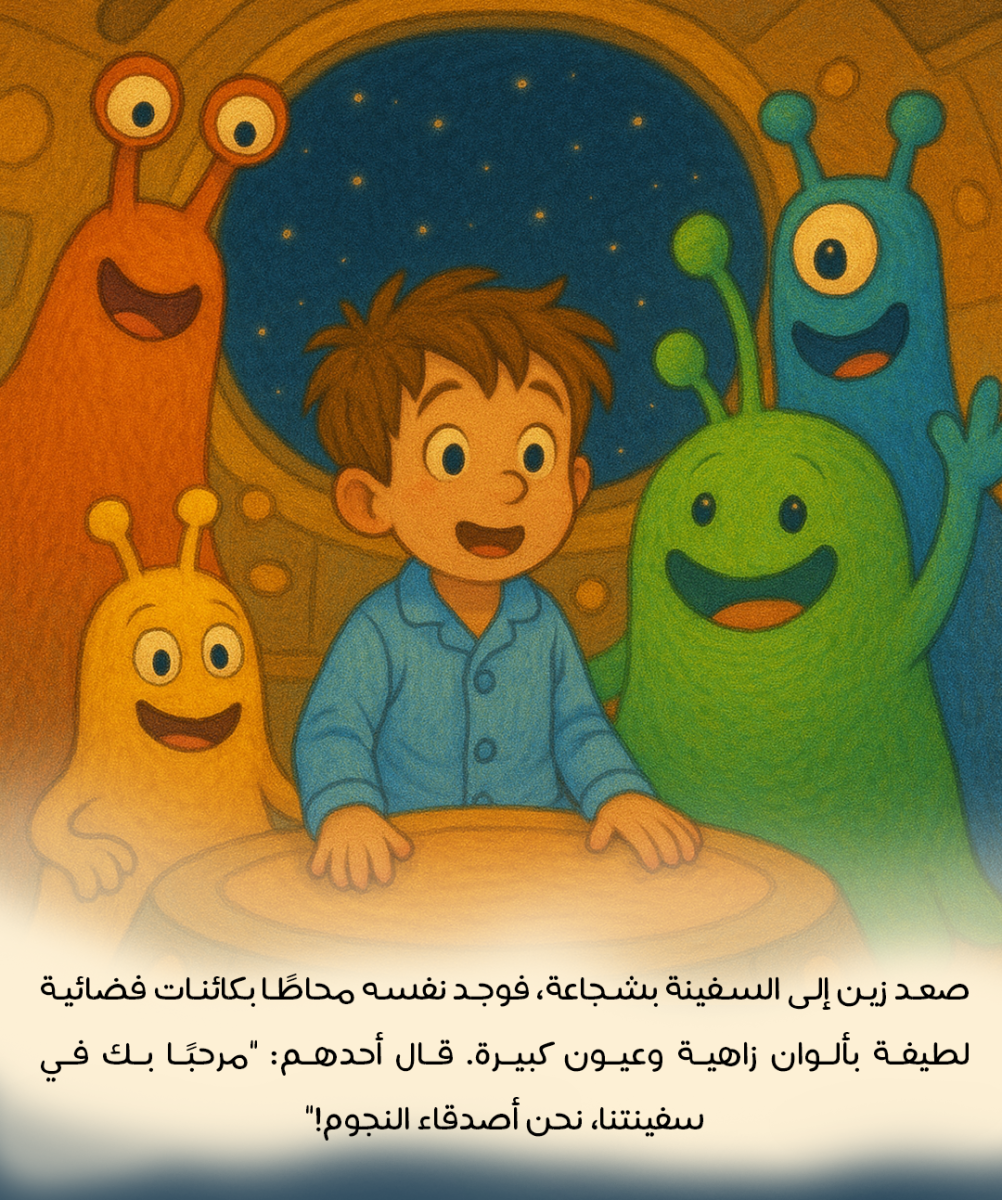 صعد زين إلى السفينة بشجاعة، فوجد نفسه محاطًا بكائنات فضائية
لطيفة بألوان زاهية وعيون كبيرة. قال أحدهم: "مرحبًا بك في
سفينتنا، نحن أصدقاء النجوم!"